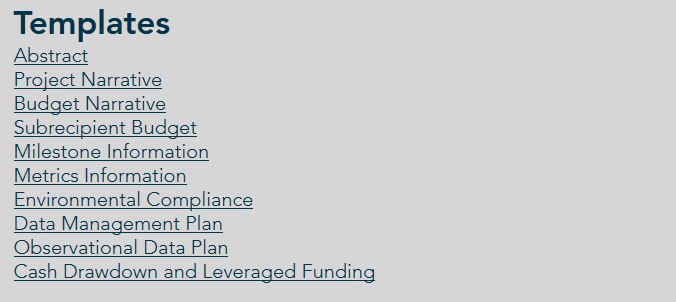 Templates
Abstract
Project Narrative
Budget Narrative
Subrecipient Budget
Milestone Information
Metrics Information
Environmental Compliance
Data Management Plan
Observational Data Plan
Cash Drawdown and Leveraged Funding